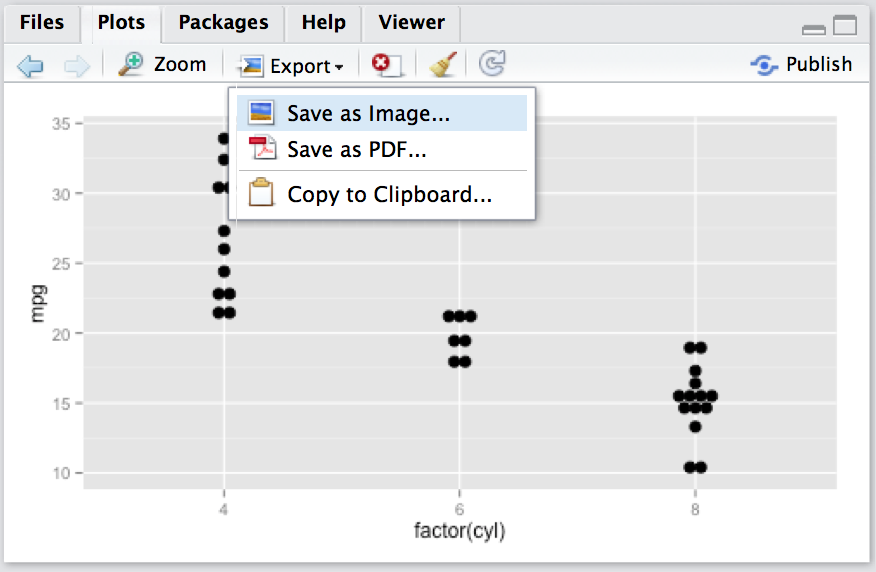 Files Plots Packages Help Viewer
Zoom Export Publish
Save as Image...
Save as PDF...
Copy to Clipboard...
35
30
25
20
15
10
mpg
4 6 8
factor(cyl)